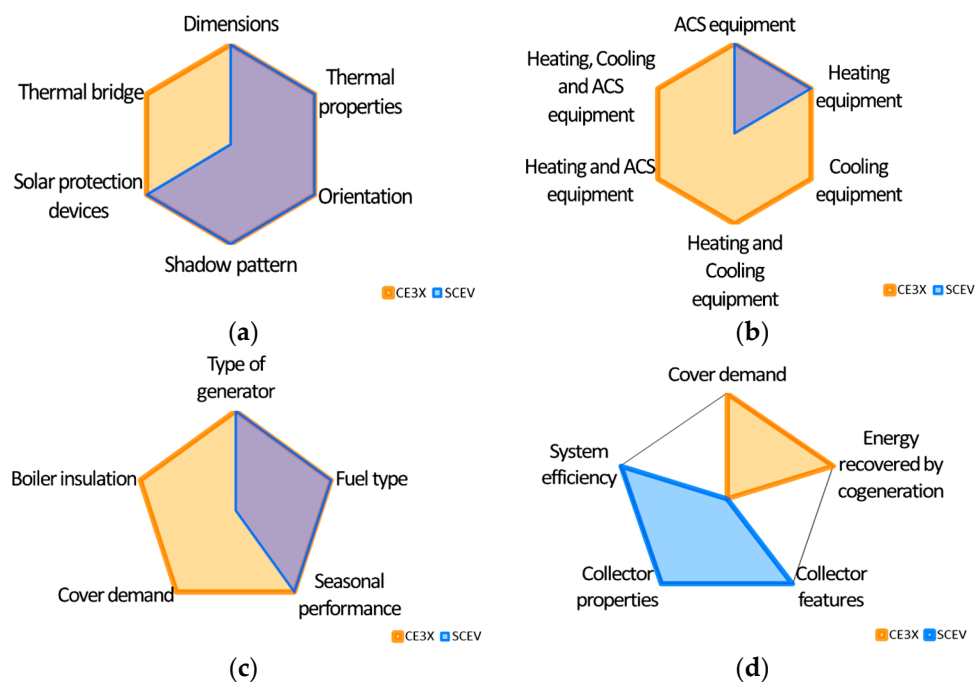 Dimensions
Thermal bridge
Thermal
properties
Solar protection
devices
Orientation
Shadow pattern
CE3X SCEV
(a)
ACS equipment
Heating, Cooling
and ACS
equipment
Heating
equipment
Heating and ACS
equipment
Cooling
equipment
Heating and
Cooling
equipment
CE3X SCEV
(b)
Type of
generator
Boiler insulation
Fuel type
Cover demand
Seasonal
performance
CE3X SCEV
(c)
Cover demand
System
efficiency
Energy
recovered by
cogeneration
Collector
properties
Collector
features
CE3X SCEV
(d)